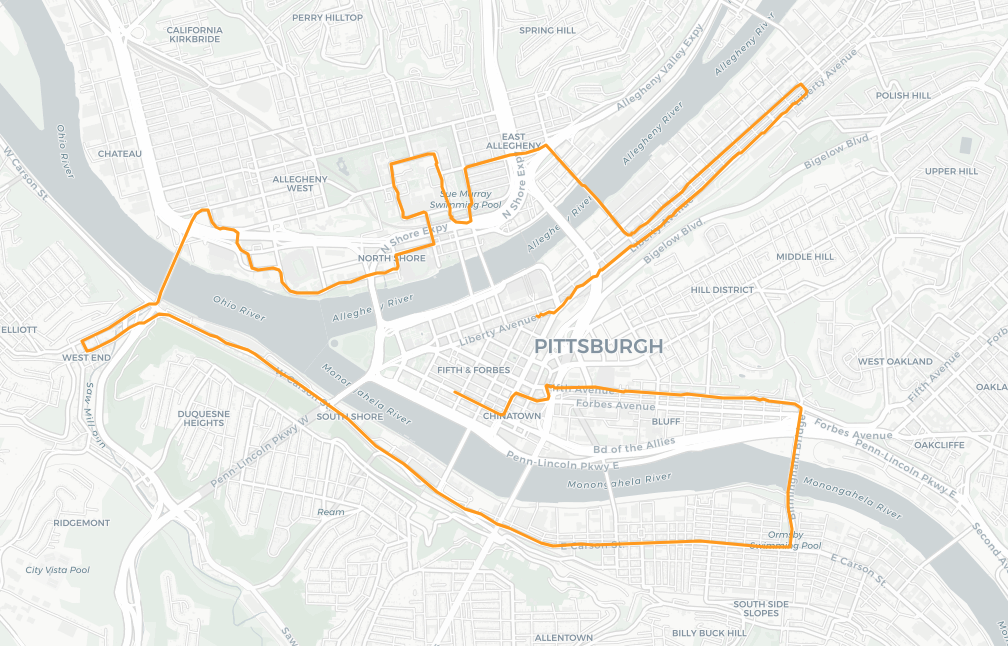 PERRY HILLTOP
CALIFORNIA
KIRKBRIDE
SPRING HILL
Allegheny Valley Expy
Allegheny River
Liberty Avenue
POLISH HILL
Ohio River
W Carson St.
CHATEAU
EAST
ALLEGHENY
Allegheny River
Bigelow Blvd.
UPPER HILL
ALLEGHENY
WEST
Sue Murray
Swimming Pool
N Shore Expy
N Shore Expy
Allegheny River
Liberty Avenue
Bigelow Blvd.
NORTH SHORE
MIDDLE HILL
HILL DISTRICT
Ohio River
Allegheny River
ELLIOTT
WEST END
Liberty Avenue
PITTSBURGH
FIFTH & FORBES
WEST OAKLAND
Monongahela River
W Carson St.
Fifth Avenue
Fifth Avenue
Forbes Avenue
CHINATOWN
BLUFF
DUQUESNE
HEIGHTS
SOUTH SHORE
Saw Mill Run
Penn-Lincoln Pkwy W
Bd of the Allies
Penn-Lincoln Pkwy E
Birmingham Bridge
Forbes Avenue
Penn-Lincoln Pkwy E
OAKCLIFFE
Monongahela River
Monongahela River
Ream
RIDGEMONT
City Vista Pool
E Carson St.
Ormsby
Swimming Pool
E Carson St.
SOUTH SIDE
SLOPES
ALLENTOWN
BILLY BUCK HILL